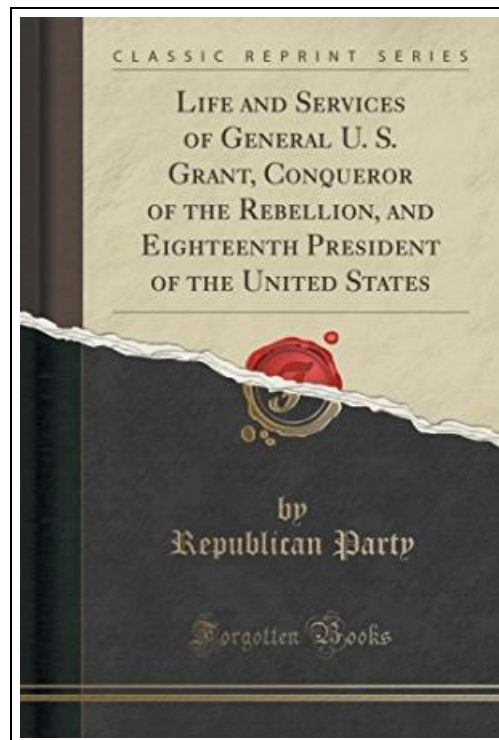 CLASSIC REPRINT SERIES
LIFE AND SERVICES
OF GENERAL U. S.
GRANT, CONQUEROR
OF THE REBELLION, AND
EIGHTEENTH PRESIDENT
OF THE UNITED STATES
F
by
Republican Party
Forgotten Books